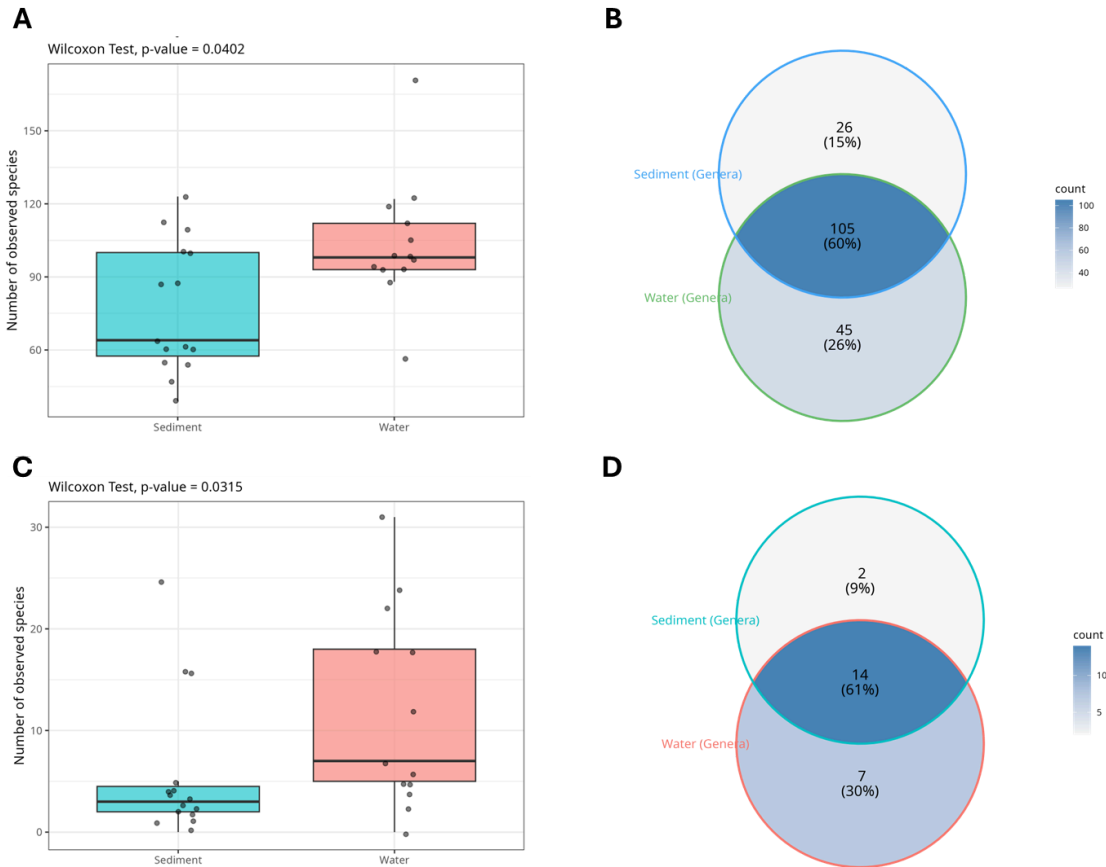 A
Wilcoxon Test, p-value = 0.0402
Number of observed species
150
120
90
60
Sediment
Water
B
26
(15%)
Sediment (Genera)
105
(60%)
Water (Genera)
45
(26%)
count
100
80
60
40
C
Wilcoxon Test, p-value = 0.0315
Number of observed species
30
20
10
0
Sediment
Water
D
2
(9%)
Sediment (Genera)
14
(61%)
Water (Genera)
7
(30%)
count
10
5